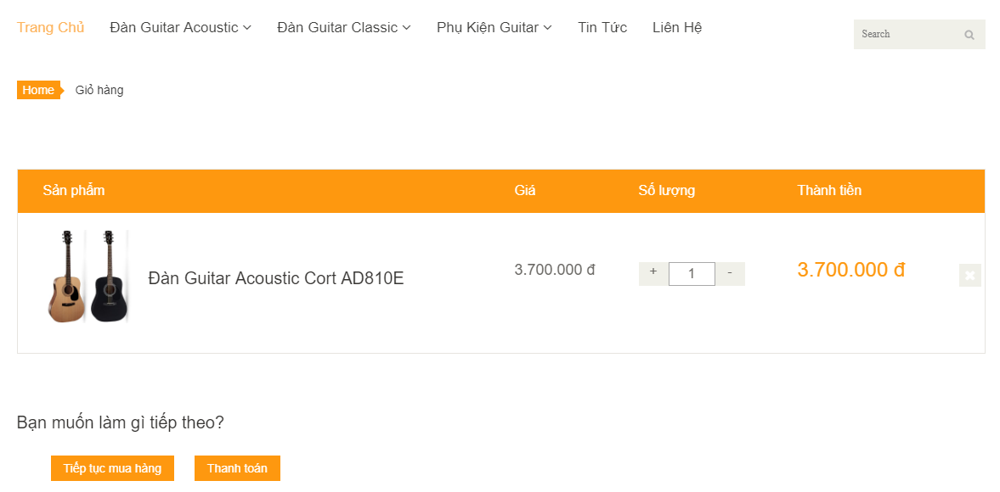 Trang Chủ Đàn Guitar Acoustic Đàn Guitar Classic Phụ Kiện Guitar Tin Tức Liên Hệ Search
Home Giỏ hàng
Sản phẩm Giá Số lượng Thành tiền
Đàn Guitar Acoustic Cort AD810E 3.700.000 đ + 1 - 3.700.000 đ
Bạn muốn làm gì tiếp theo?
Tiếp tục mua hàng Thanh toán